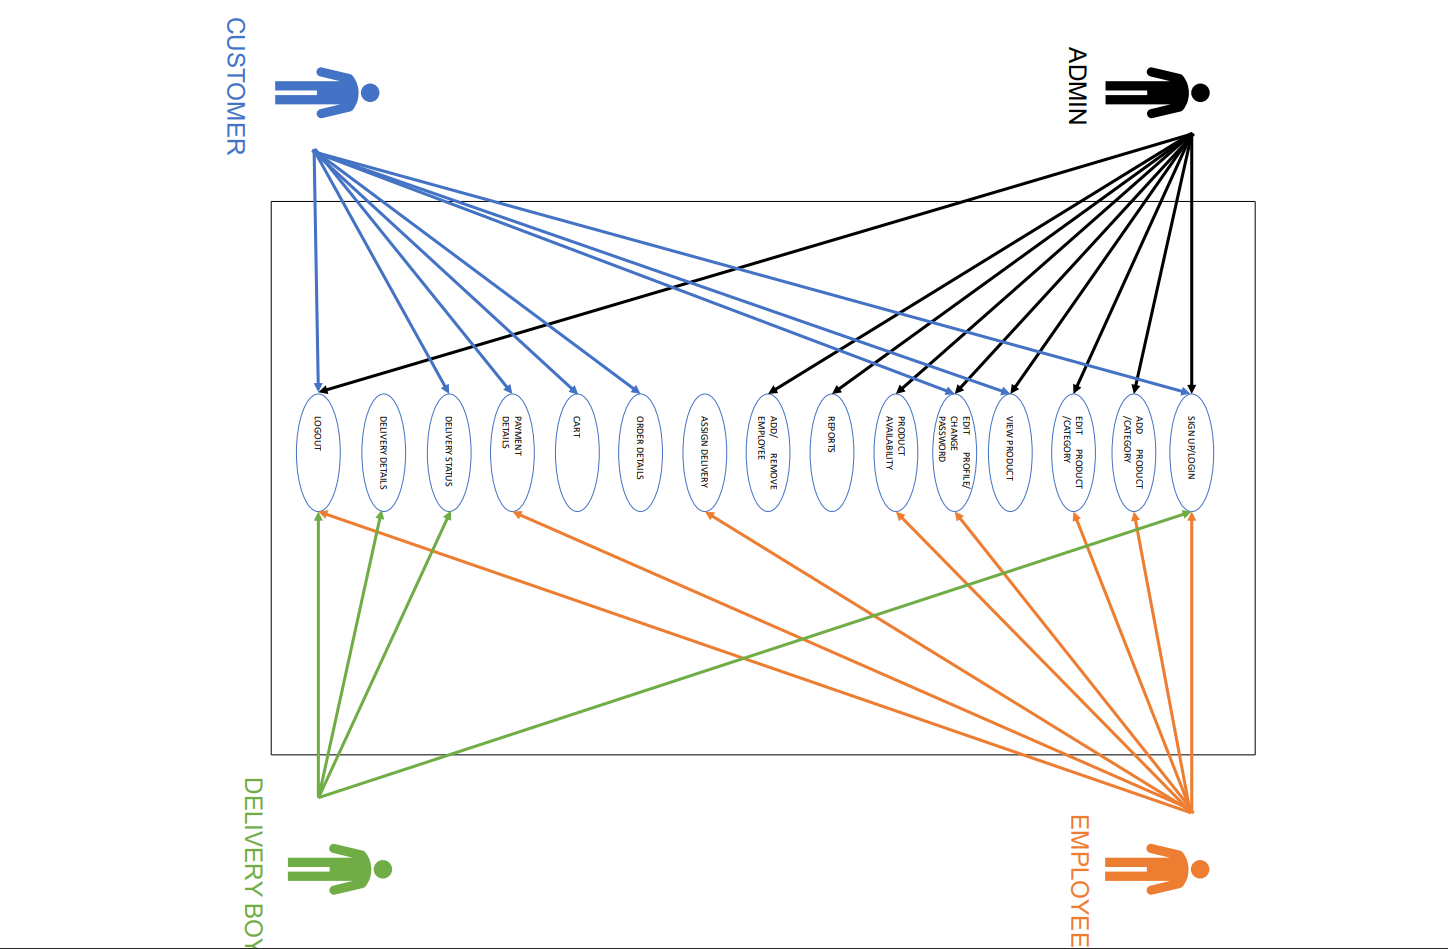 ADMIN
EMPLOYEE
SIGN UP/LOGIN
ADD PRODUCT
/CATEGORY
EDIT PRODUCT
/CATEGORY
VIEW PRODUCT
EDIT PROFILE/
CHANGE
PASSWORD
PRODUCT
AVAILABILITY
REPORTS
ADD/ REMOVE
EMPLOYEE
ASSIGN DELIVERY
ORDER DETAILS
CART
PAYMENT
DETAILS
DELIVERY STATUS
DELIVERY DETAILS
LOGOUT
CUSTOMER
DELIVERY BOY